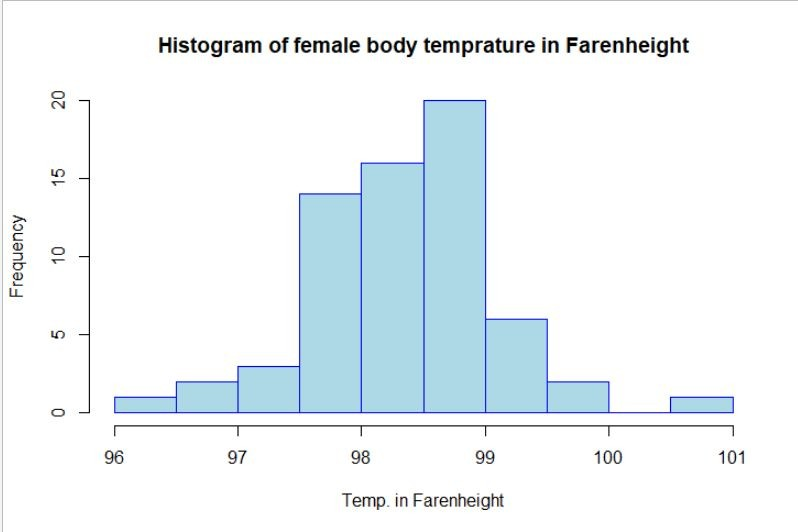 Histogram of female body temprature in Farenheight
Frequency
20
15
10
5
0
96 97 98 99 100 101
Temp. in Farenheight